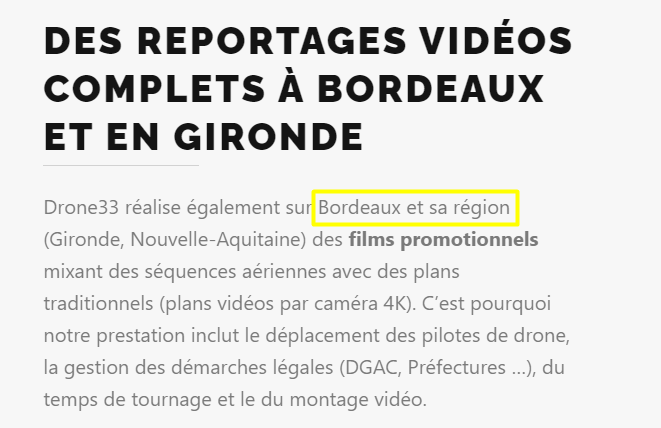 DES REPORTAGES VIDÉOS
COMPLETS À BORDEAUX
ET EN GIRONDE
Drone33 réalise également sur Bordeaux et sa région
(Gironde, Nouvelle-Aquitaine) des films promotionnels
mixant des séquences aériennes avec des plans
traditionnels (plans vidéos par caméra 4K). C’est pourquoi
notre prestation inclut le déplacement des pilotes de drone,
la gestion des démarches légales (DGAC, Préfectures …), du
temps de tournage et le du montage vidéo.